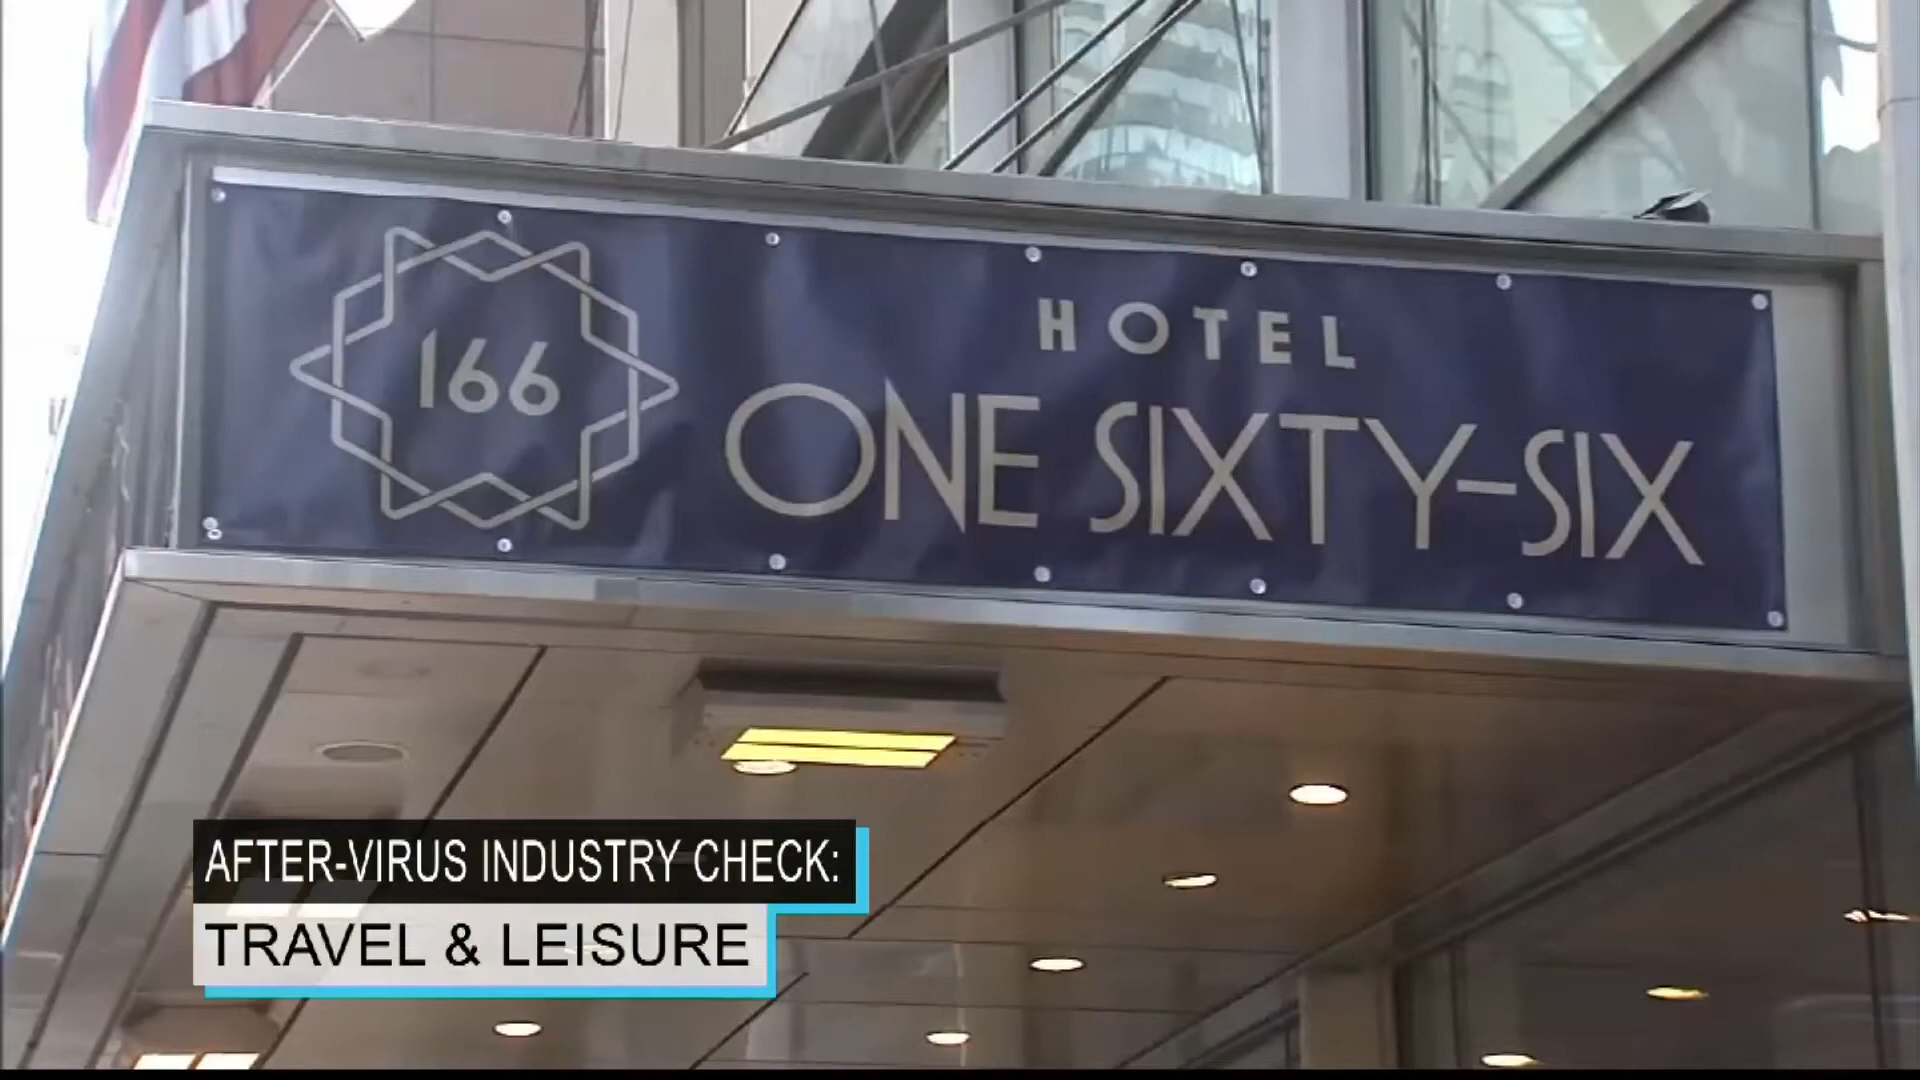 166
HOTEL
ONE SIXTY-SIX
AFTER-VIRUS INDUSTRY CHECK:
TRAVEL & LEISURE